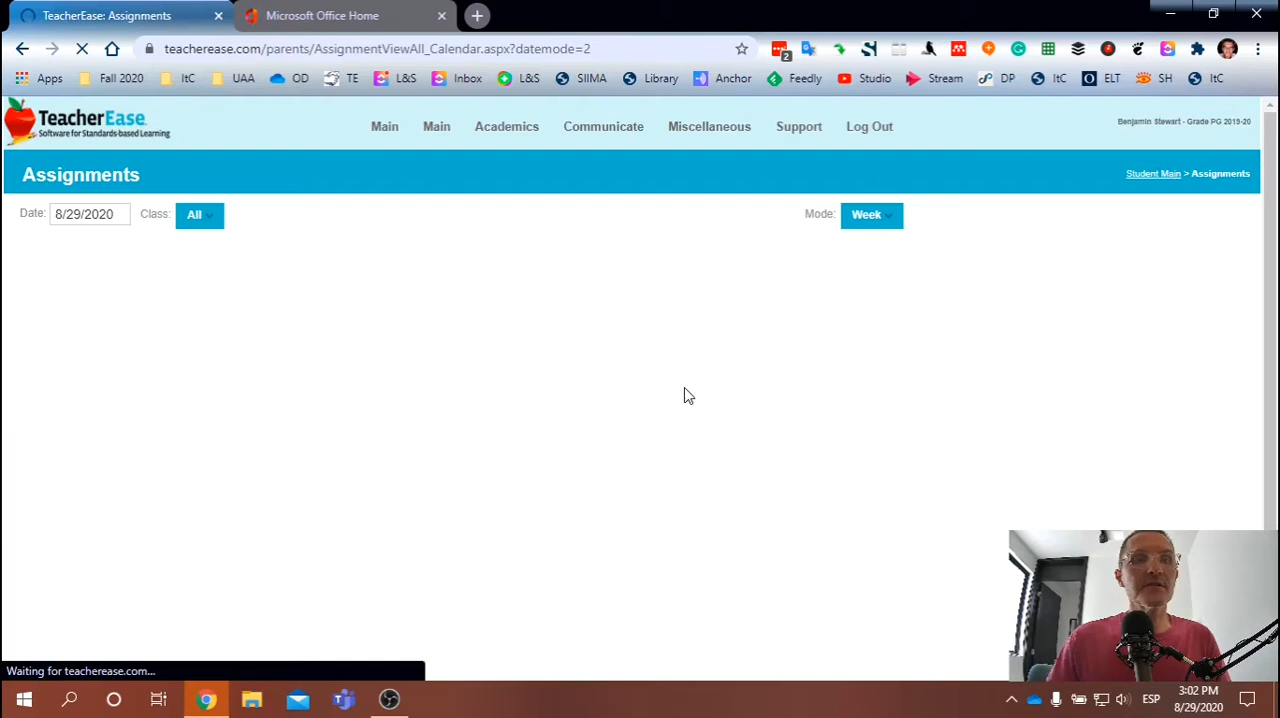 TeacherEase: Assignments
Microsoft Office Home
teacherease.com/parents/AssignmentViewAll_Calendar.aspx?datemode=2
2
Apps Fall 2020 ItC UAA OD TE L&S Inbox L&S SIIMA Library Anchor Feedly Studio Stream DP ItC ELT SH ItC
TeacherEase
Software for Standards-based Learning
Main Main Academics Communicate Miscellaneous Support Log Out
Benjamin Stewart - Grade PG 2019-20
Assignments
Student Main > Assignments
Date: 8/29/2020 Class: All Mode: Week
Waiting for teacherease.com...
ESP
3:02 PM
8/29/2020